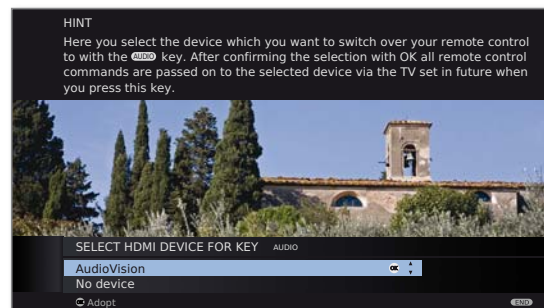 HINT
Here you select the device which you want to switch over your remote control
to with the AUDIO key. After confirming the selection with OK all remote control
commands are passed on to the selected device via the TV set in future when
you press this key.
SELECT HDMI DEVICE FOR KEY AUDIO
AudioVision OK
No device
OK Adopt END